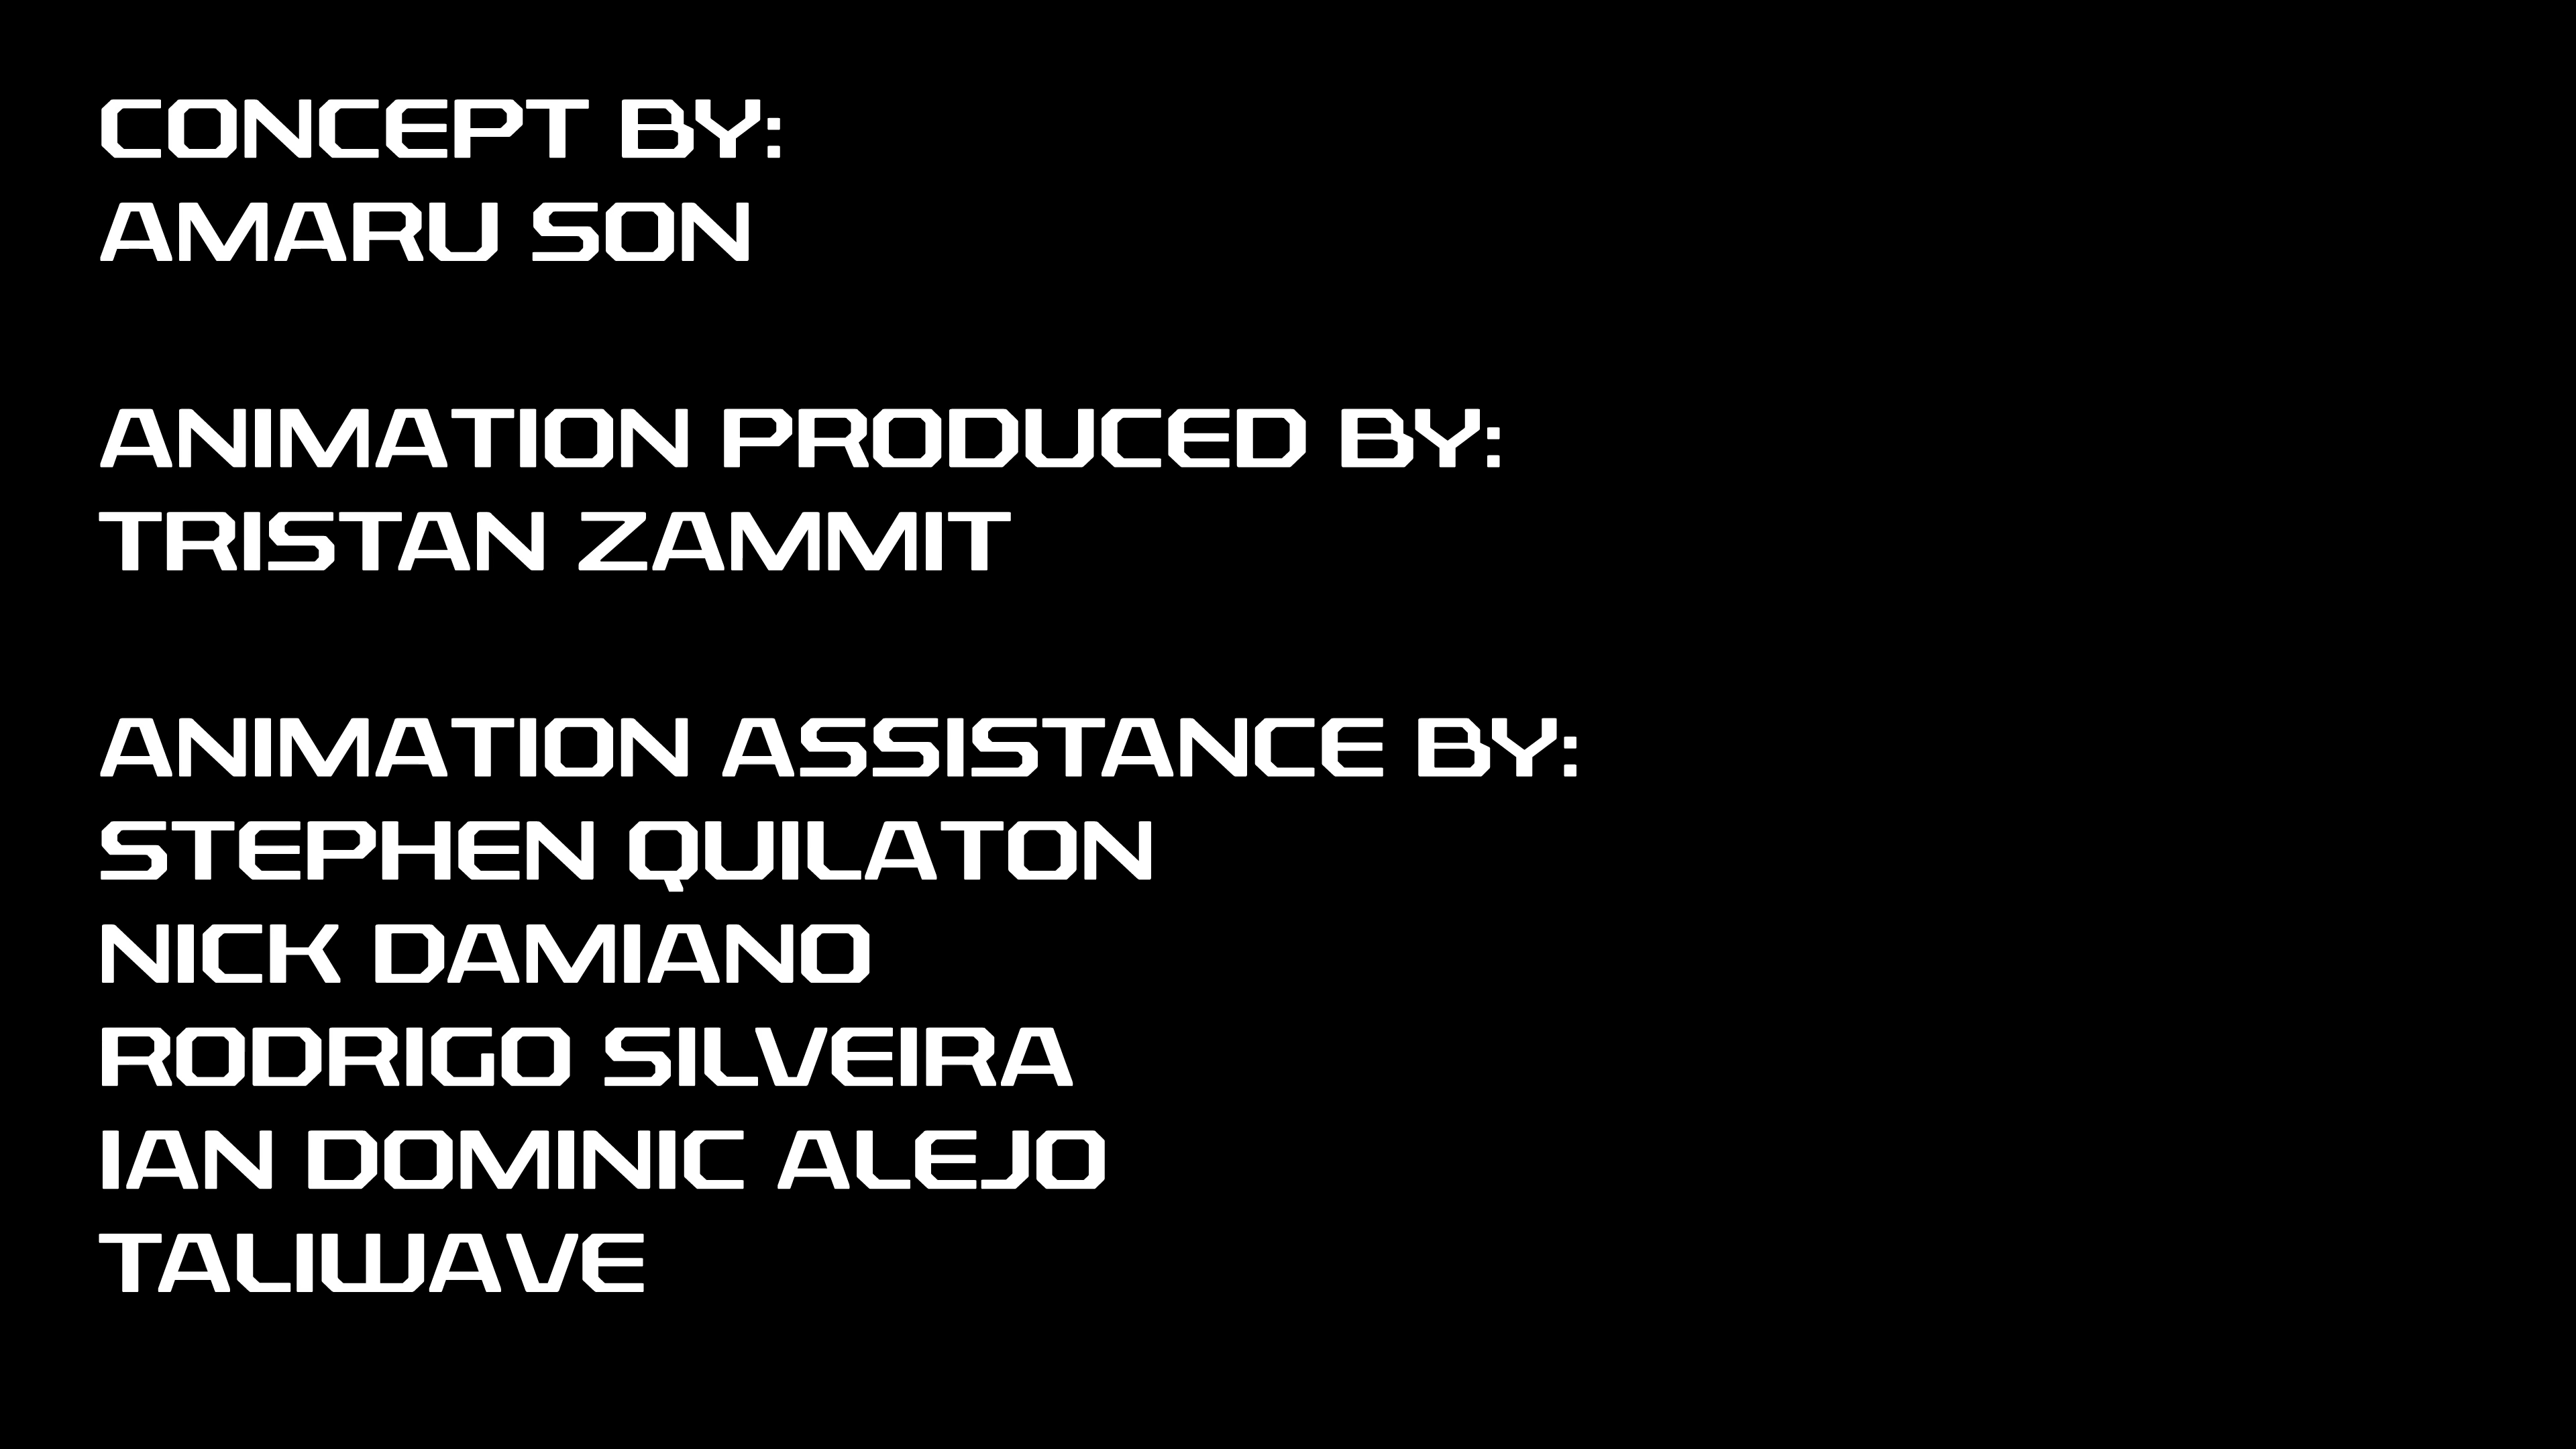 CONCEPT BY:
AMARU SON
ANIMATION PRODUCED BY:
TRISTAN ZAMMIT
ANIMATION ASSISTANCE BY:
STEPHEN QUILATON
NICK DAMIANO
RODRIGO SILVEIRA
IAN DOMINIC ALEJO
TALIWAVE